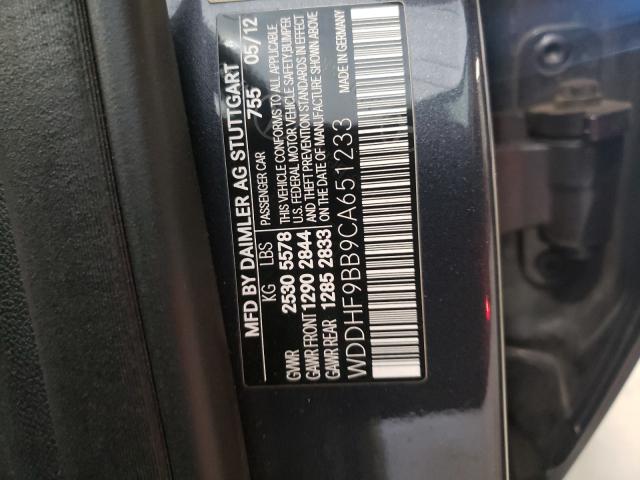 MFD BY DAIMLER AG STUTTGART
755 05/12
KG LBS
PASSENGER CAR
GVWR 2530 5578
THIS VEHICLE CONFORMS TO ALL APPLICABLE
U.S. FEDERAL MOTOR VEHICLE SAFETY, BUMPER
GAWR FRONT 1290 2844
AND THEFT PREVENTION STANDARDS IN EFFECT
GAWR REAR 1285 2833
ON THE DATE OF MANUFACTURE SHOWN ABOVE.
WDDHF9BB9CA651233
MADE IN GERMANY